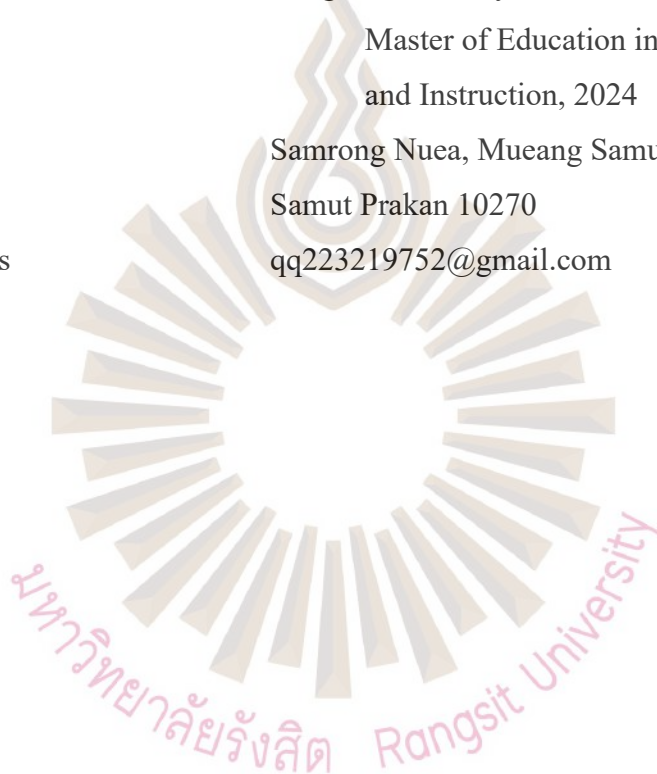 Master of Education in
and Instruction, 2024
Samrong Nuea, Mueang Samu
Samut Prakan 10270
s qq223219752@gmail.com
มหาวิทยาลัยรังสิต Rangsit University